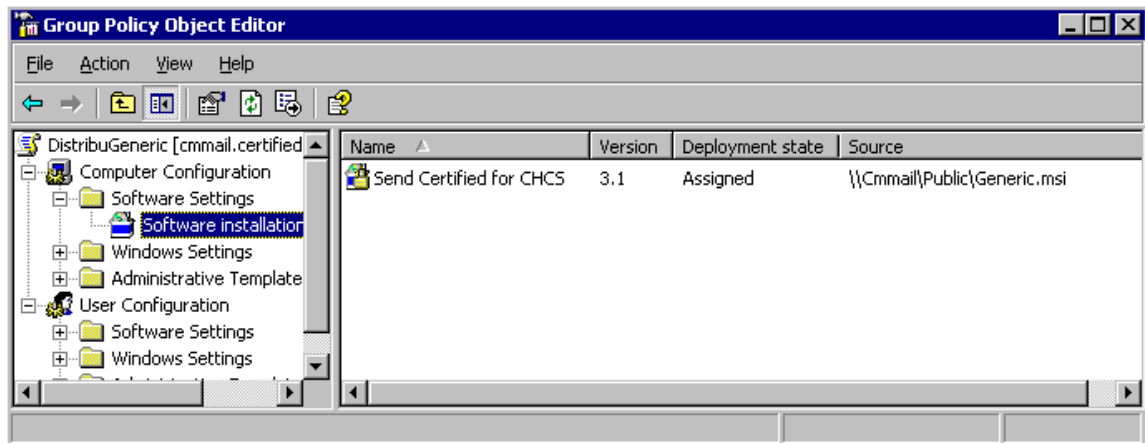 Group Policy Object Editor
File Action View Help
DistribuGeneric [cmmail.certified
Computer Configuration
Software Settings
Software installation
Windows Settings
Administrative Template
User Configuration
Software Settings
Windows Settings
Name Version Deployment state Source
Send Certified for CHCS 3.1 Assigned \\Cmmail\Public\Generic.msi